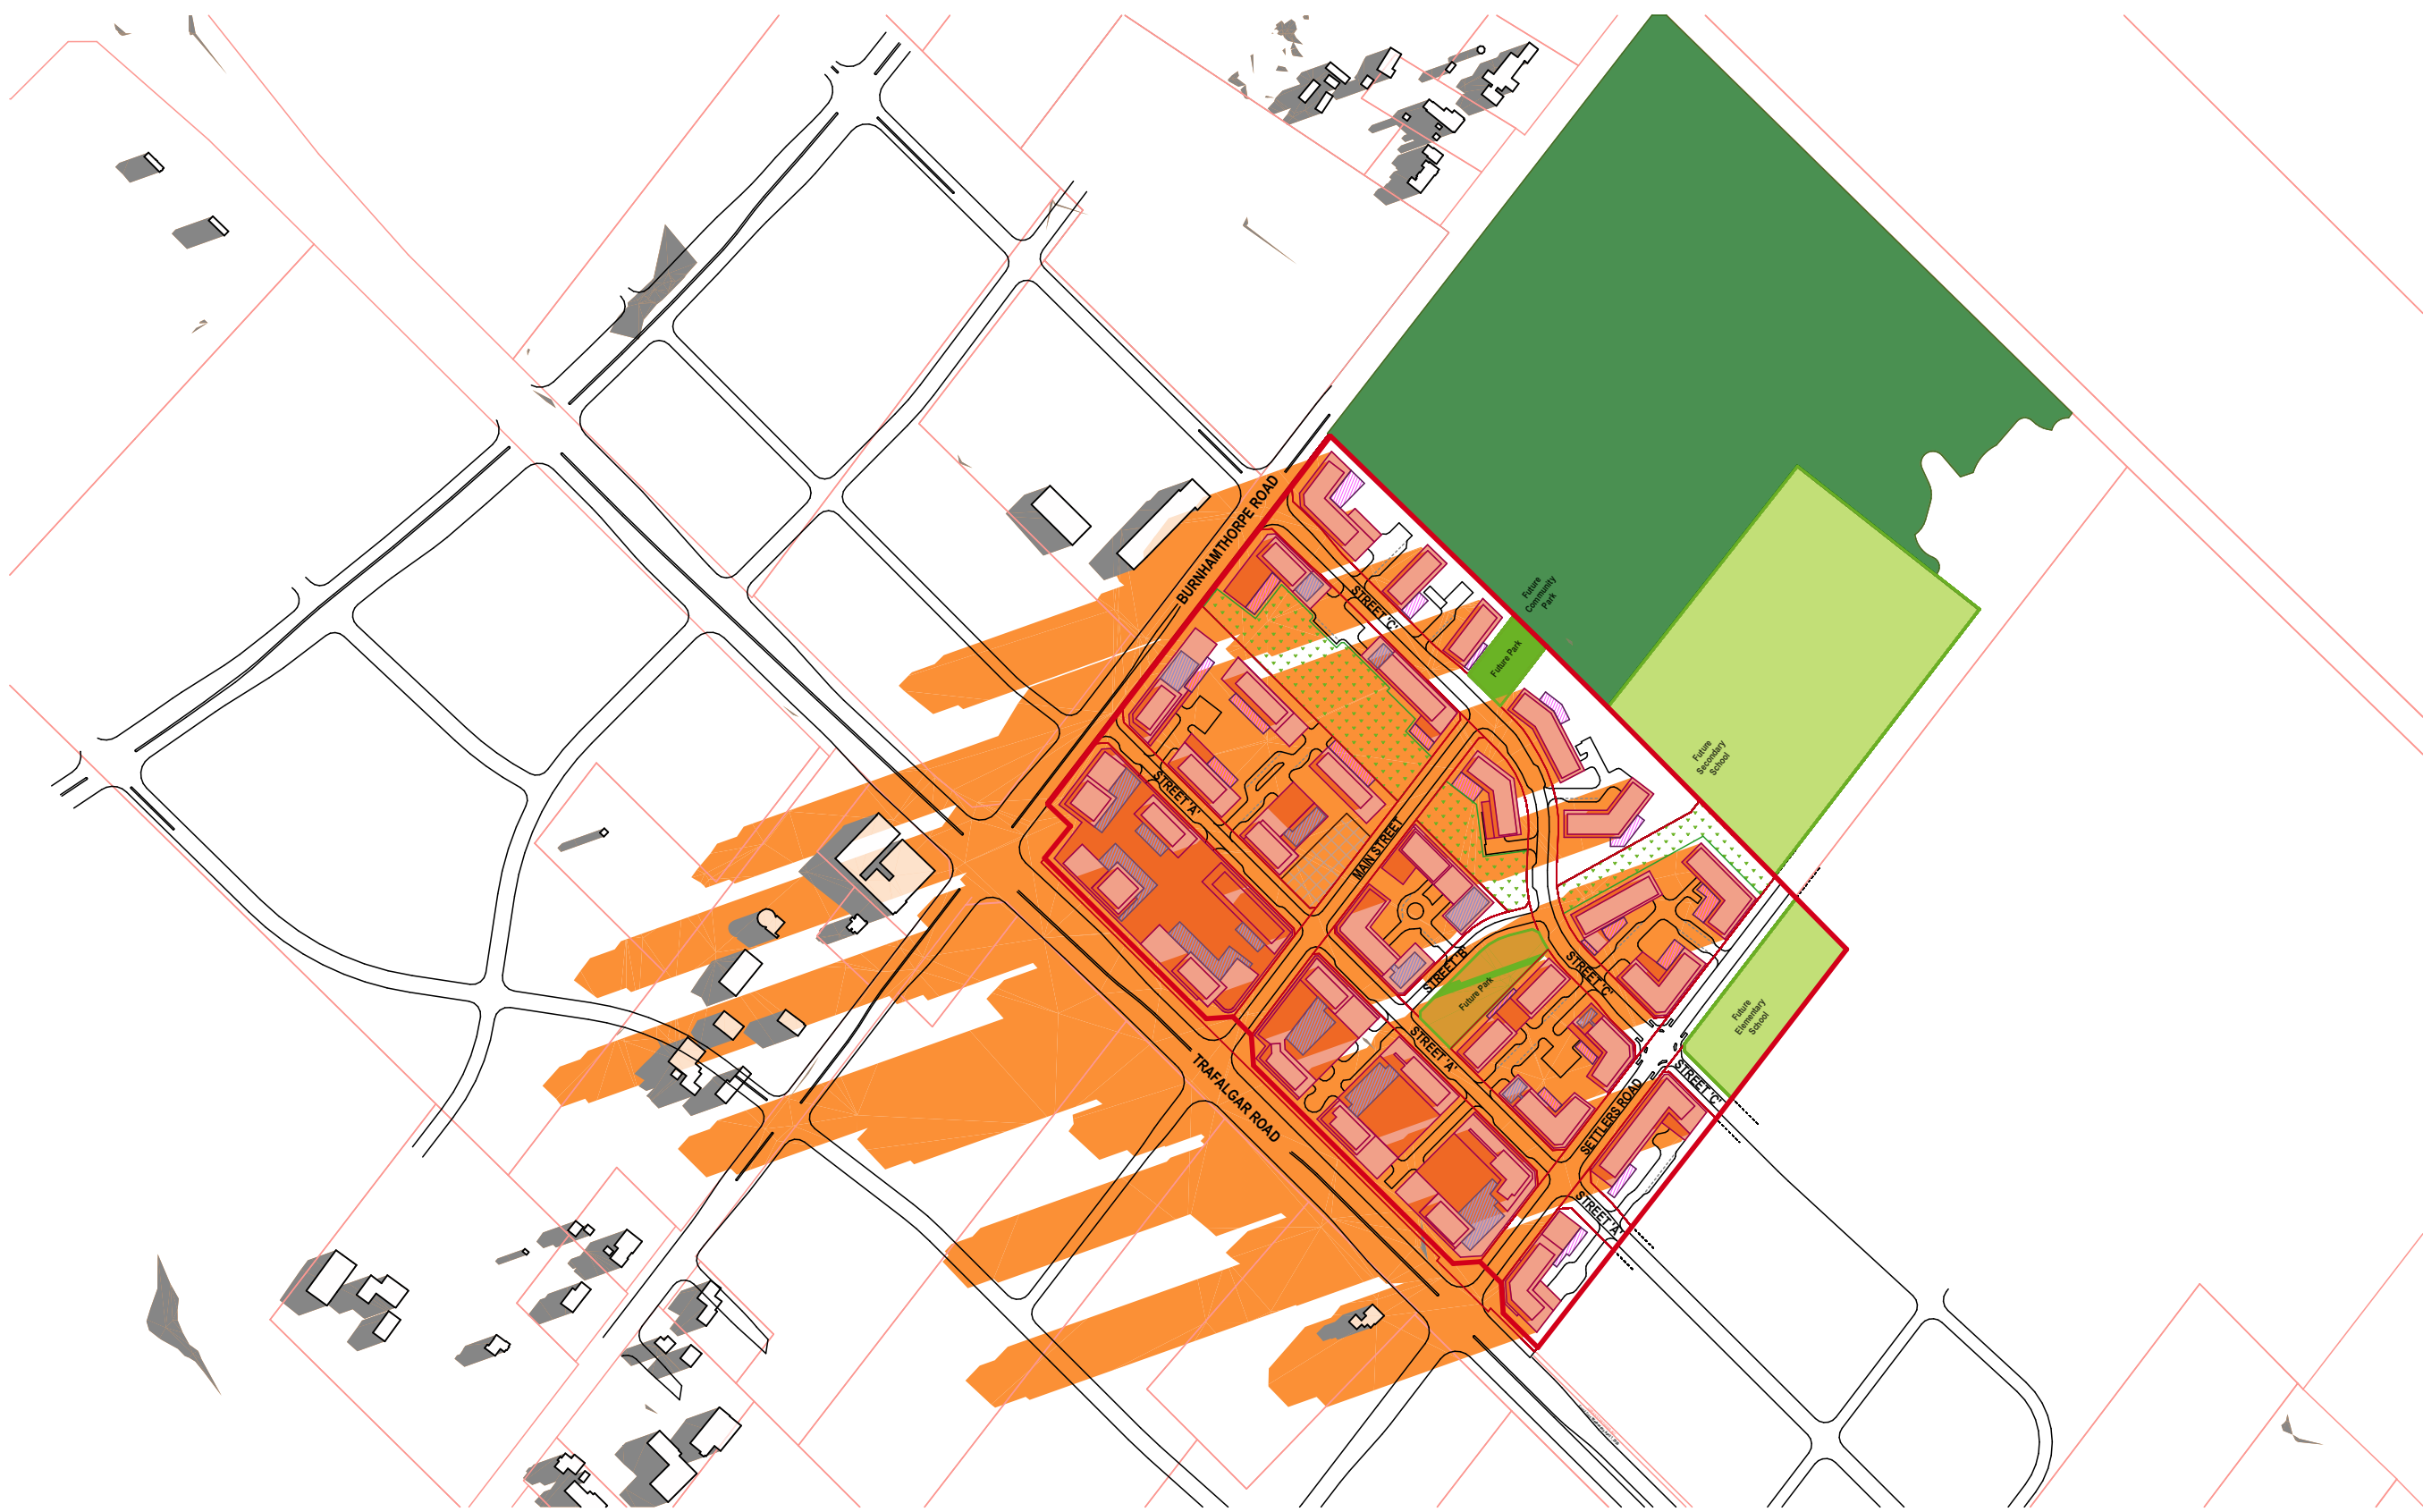 BURNHAMTHORPE ROAD
Future
Community
Park
STREET 'C'
Future Park
Future
Secondary
School
STREET 'A'
MAIN STREET
STREET 'B'
STREET 'C'
Future Park
Future
Elementary
School
STREET 'A'
TRAFALGAR ROAD
STREET 'C'
SETTLERS ROAD
STREET 'A'